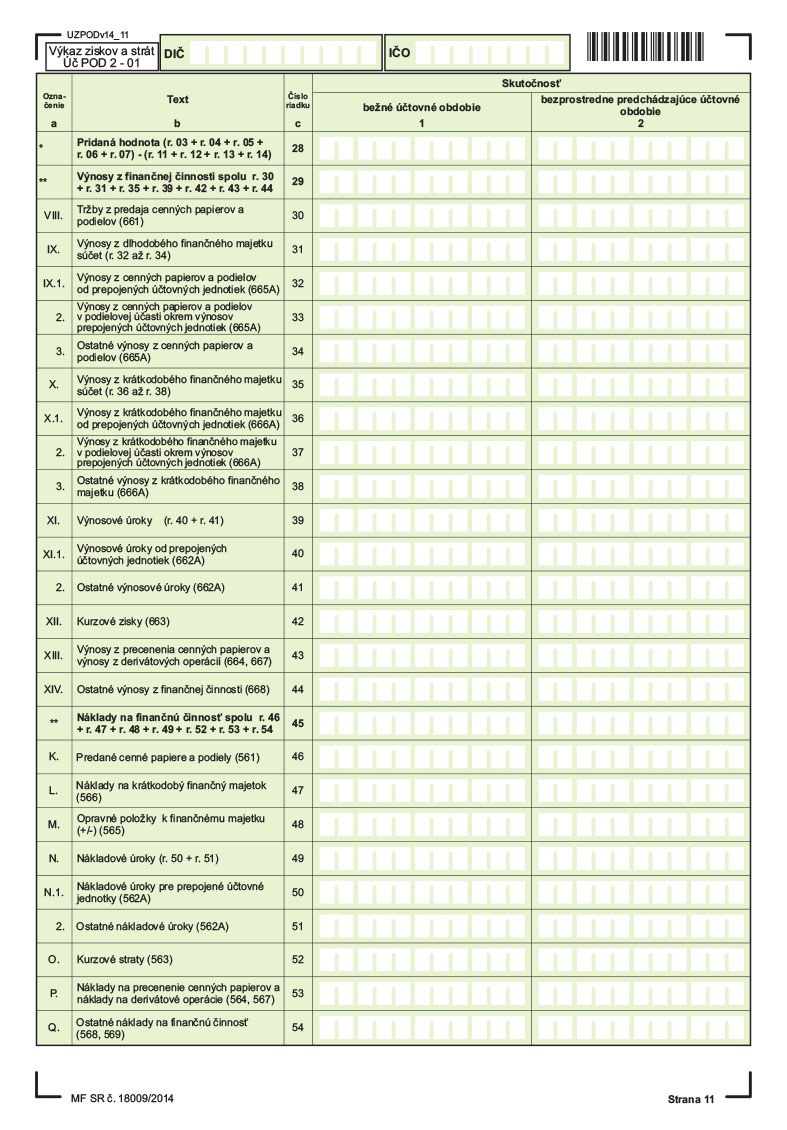 UZPODv14_11
Výkaz ziskov a strát
Úč POD 2 - 01
DIČ
IČO
Ozna-
čenie
Text
Číslo
riadku
Skutočnosť
bežné účtovné obdobie
bezprostredne predchádzajúce účtovné
obdobie
a
b
c
1
2
*
Pridaná hodnota (r. 03 + r. 04 + r. 05 +
r. 06 + r. 07) - (r. 11 + r. 12 + r. 13 + r. 14)
28
**
Výnosy z finančnej činnosti spolu r. 30
+ r. 31 + r. 35 + r. 39 + r. 42 + r. 43 + r. 44
29
VIII.
Tržby z predaja cenných papierov a
podielov (661)
30
IX.
Výnosy z dlhodobého finančného majetku
súčet (r. 32 až r. 34)
31
IX.1.
Výnosy z cenných papierov a podielov
od prepojených účtovných jednotiek (665A)
32
2.
Výnosy z cenných papierov a podielov
v podielovej účasti okrem výnosov
prepojených účtovných jednotiek (665A)
33
3.
Ostatné výnosy z cenných papierov a
podielov (665A)
34
X.
Výnosy z krátkodobého finančného majetku
súčet (r. 36 až r. 38)
35
X.1.
Výnosy z krátkodobého finančného majetku
od prepojených účtovných jednotiek (666A)
36
2.
Výnosy z krátkodobého finančného majetku
v podielovej účasti okrem výnosov
prepojených účtovných jednotiek (666A)
37
3.
Ostatné výnosy z krátkodobého finančného
majetku (666A)
38
XI.
Výnosové úroky (r. 40 + r. 41)
39
XI.1.
Výnosové úroky od prepojených
účtovných jednotiek (662A)
40
2.
Ostatné výnosové úroky (662A)
41
XII.
Kurzové zisky (663)
42
XIII.
Výnosy z precenenia cenných papierov a
výnosy z derivátových operácií (664, 667)
43
XIV.
Ostatné výnosy z finančnej činnosti (668)
44
**
Náklady na finančnú činnosť spolu r. 46
+ r. 47 + r. 48 + r. 49 + r. 52 + r. 53 + r. 54
45
K.
Predané cenné papiere a podiely (561)
46
L.
Náklady na krátkodobý finančný majetok
(566)
47
M.
Opravné položky k finančnému majetku
(+/-) (565)
48
N.
Nákladové úroky (r. 50 + r. 51)
49
N.1.
Nákladové úroky pre prepojené účtovné
jednotky (562A)
50
2.
Ostatné nákladové úroky (562A)
51
O.
Kurzové straty (563)
52
P.
Náklady na precenenie cenných papierov a
náklady na derivátové operácie (564, 567)
53
Q.
Ostatné náklady na finančnú činnosť
(568, 569)
54
MF SR č. 18009/2014
Strana 11